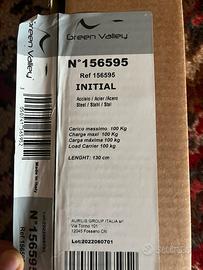 Green Valley
N°156595
Ref 156595
INITIAL
Acciaio / Acier / Acero
Steel / Stahl / Stal
Carico massimo 100 Kg
Charge maxi 100 Kg
Carga máxima 100 kg
Load Carrier 100 kg
LENGHT: 130 cm
AURILIS GROUP ITALIA srl
Via Torino 101
12045 Fossano CN
Lot:2022060701
N°156595